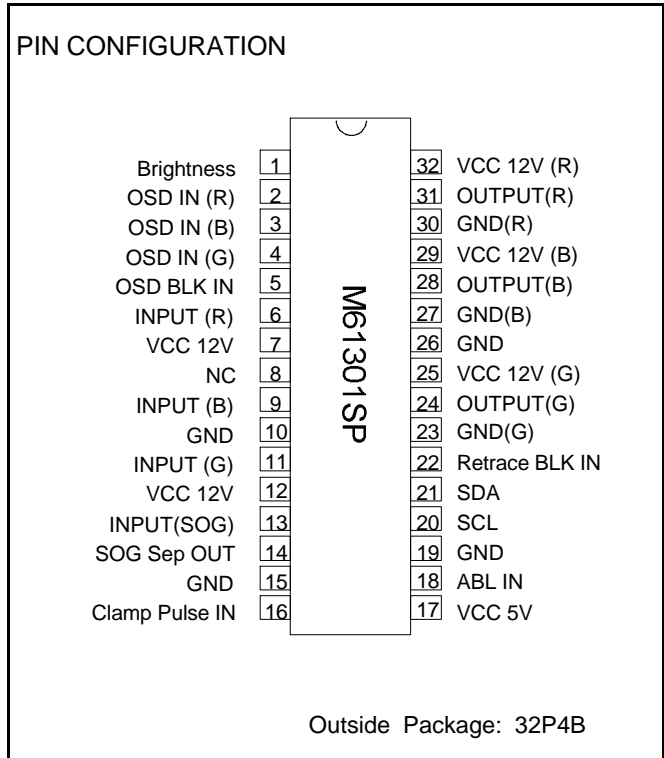 PIN CONFIGURATION
Brightness 1
OSD IN (R) 2
OSD IN (B) 3
OSD IN (G) 4
OSD BLK IN 5
INPUT (R) 6
VCC 12V 7
NC 8
INPUT (B) 9
GND 10
INPUT (G) 11
VCC 12V 12
INPUT(SOG) 13
SOG Sep OUT 14
GND 15
Clamp Pulse IN 16
M61301SP
32 VCC 12V (R)
31 OUTPUT(R)
30 GND(R)
29 VCC 12V (B)
28 OUTPUT(B)
27 GND(B)
26 GND
25 VCC 12V (G)
24 OUTPUT(G)
23 GND(G)
22 Retrace BLK IN
21 SDA
20 SCL
19 GND
18 ABL IN
17 VCC 5V
Outside Package: 32P4B